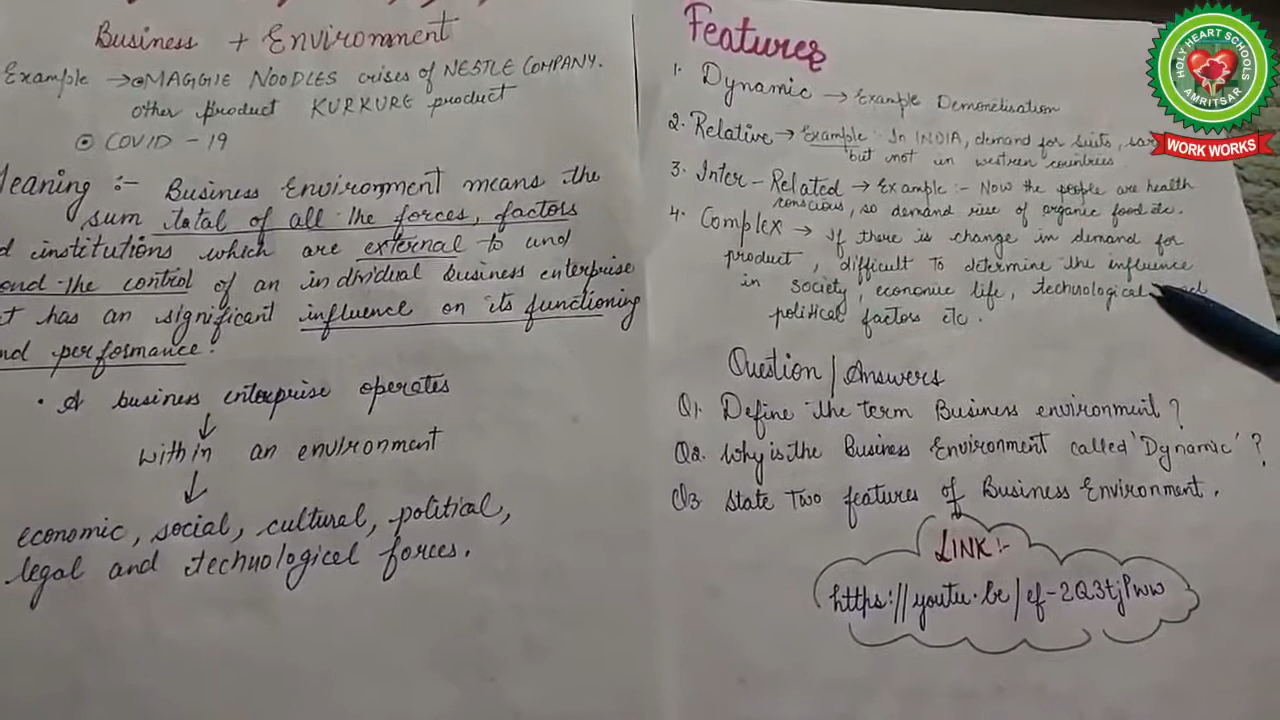 Business + Environment
Example → ⊙ MAGGIE NOODLES crises of NESTLE COMPANY.
other product KURKURE product
⊙ COVID - 19
Meaning :- Business Environment means the
sum total of all the forces, factors
institutions which are external to and
the control of an individual business enterprise
has an significant influence on its functioning
performance.
• A business enterprise operates
↓
within an environment
↓
economic, social, cultural, political,
legal and technological forces.
Features
1. Dynamic → Example Demonetisation
2. Relative → Example :- In INDIA, demand for suits,
but not in westren countries
3. Inter - Related → Example :- Now the people are health
conscious, so demand rise of organic food etc.
4. Complex → If there is change in demand for
product, difficult to determine the influence
in society, economic life, technological
political factors etc.
Question / Answers
Q1. Define the term Business environment ?
Q2. Why is the Business Environment called 'Dynamic' ?
Q3 State Two features of Business Environment.
LINK :-
https://youtu.be/ef-2Q3tjPww
HOLY HEART SCHOOLS
AMRITSAR
WORK WORKS